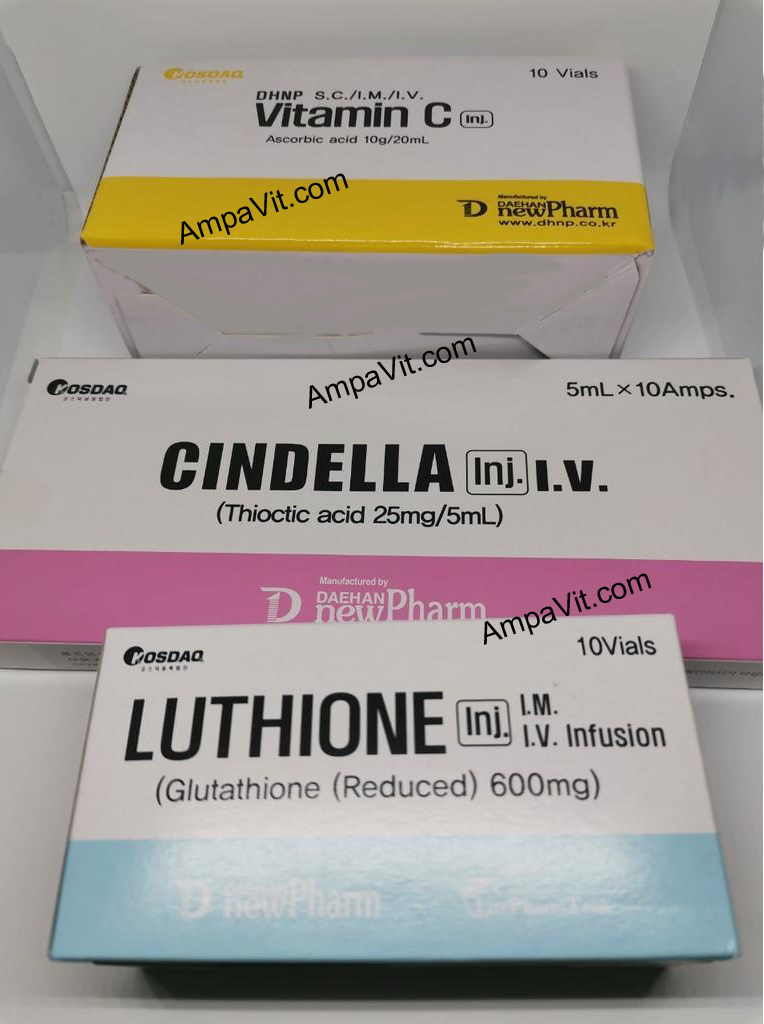 KOSDAQ
10 Vials
DHNP S.C./I.M./I.V.
Vitamin C Inj.
Ascorbic acid 10g/20mL
AmpaVit.com
Manufactured by
DAEHAN
newPharm
www.dhnp.co.kr
AmpaVit.com
KOSDAQ
5mL×10Amps.
CINDELLA Inj. I.V.
(Thioctic acid 25mg/5mL)
Manufactured by
DAEHAN
newPharm
AmpaVit.com
KOSDAQ
10Vials
LUTHIONE Inj. I.M.
I.V. Infusion
(Glutathione (Reduced) 600mg)
DAEHAN
newPharm